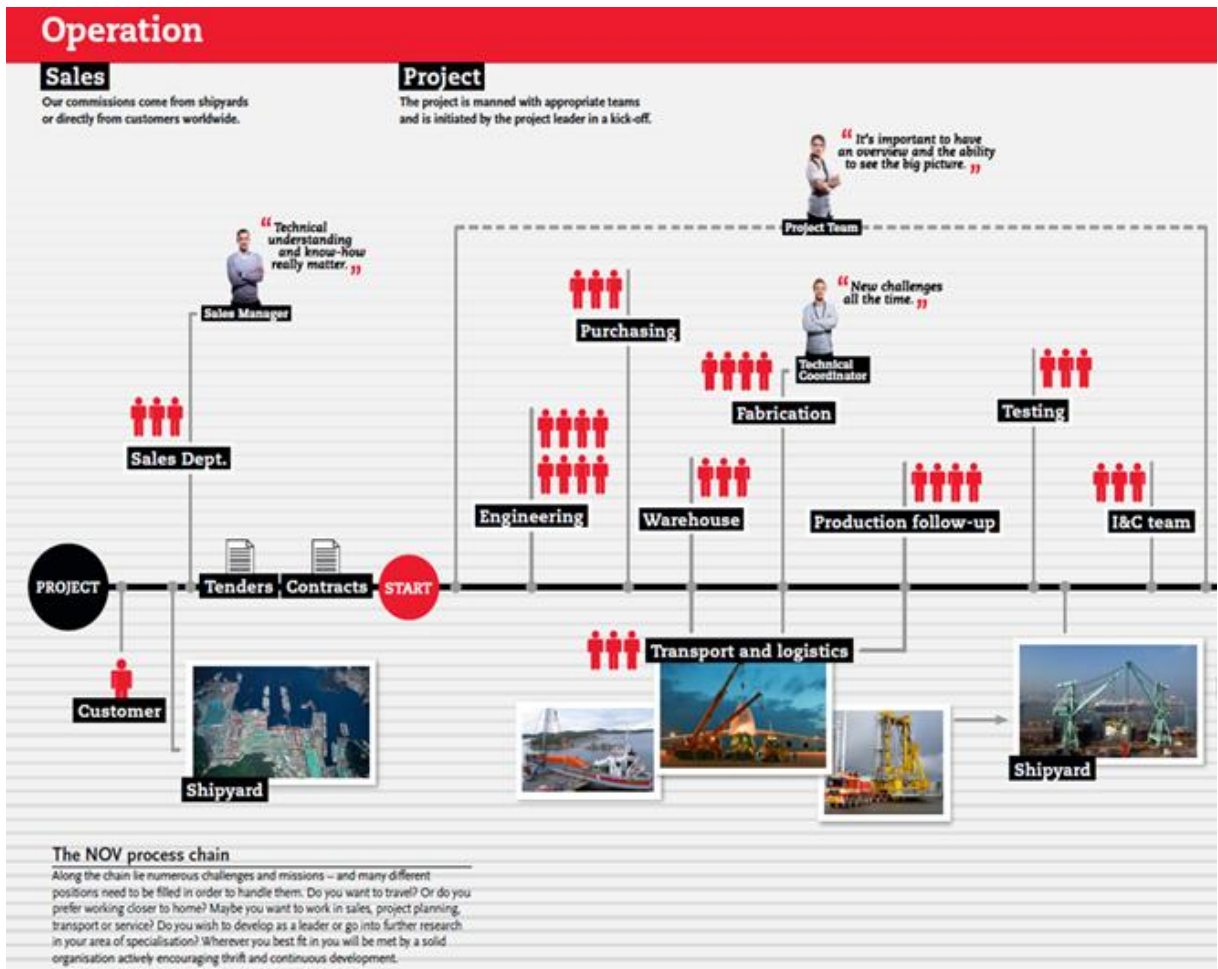 Operation
Sales
Our commissions come from shipyards
or directly from customers worldwide.
Project
The project is manned with appropriate teams
and is initiated by the project leader in a kick-off.
“ It's important to have
an overview and the ability
to see the big picture. ”
Project Team
“ Technical
understanding
and know-how
really matter. ”
Sales Manager
“ New challenges
all the time. ”
Technical
Coordinator
Purchasing
Fabrication
Testing
Sales Dept.
Engineering
Warehouse
Production follow-up
I&C team
PROJECT
Tenders
Contracts
START
Transport and logistics
Customer
Shipyard
Shipyard
The NOV process chain
Along the chain lie numerous challenges and missions – and many different
positions need to be filled in order to handle them. Do you want to travel? Or do you
prefer working closer to home? Maybe you want to work in sales, project planning,
transport or service? Do you wish to develop as a leader or go into further research
in your area of specialisation? Wherever you best fit in you will be met by a solid
organisation actively encouraging thrift and continuous development.